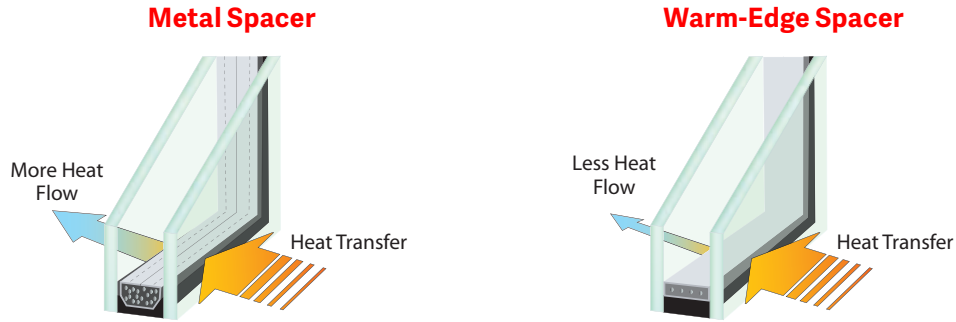 Metal Spacer
Warm-Edge Spacer
More Heat
Flow
Heat Transfer
Less Heat
Flow
Heat Transfer